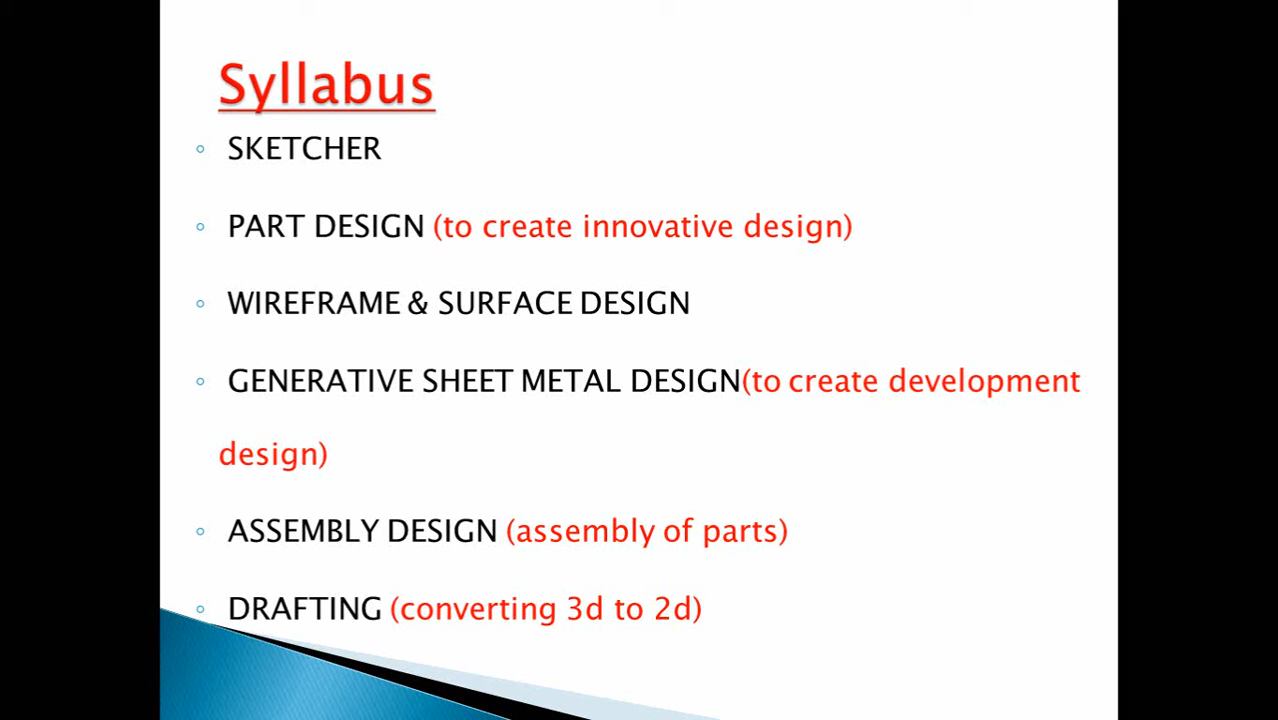 Syllabus
SKETCHER
PART DESIGN (to create innovative design)
WIREFRAME & SURFACE DESIGN
GENERATIVE SHEET METAL DESIGN(to create development
design)
ASSEMBLY DESIGN (assembly of parts)
DRAFTING (converting 3d to 2d)